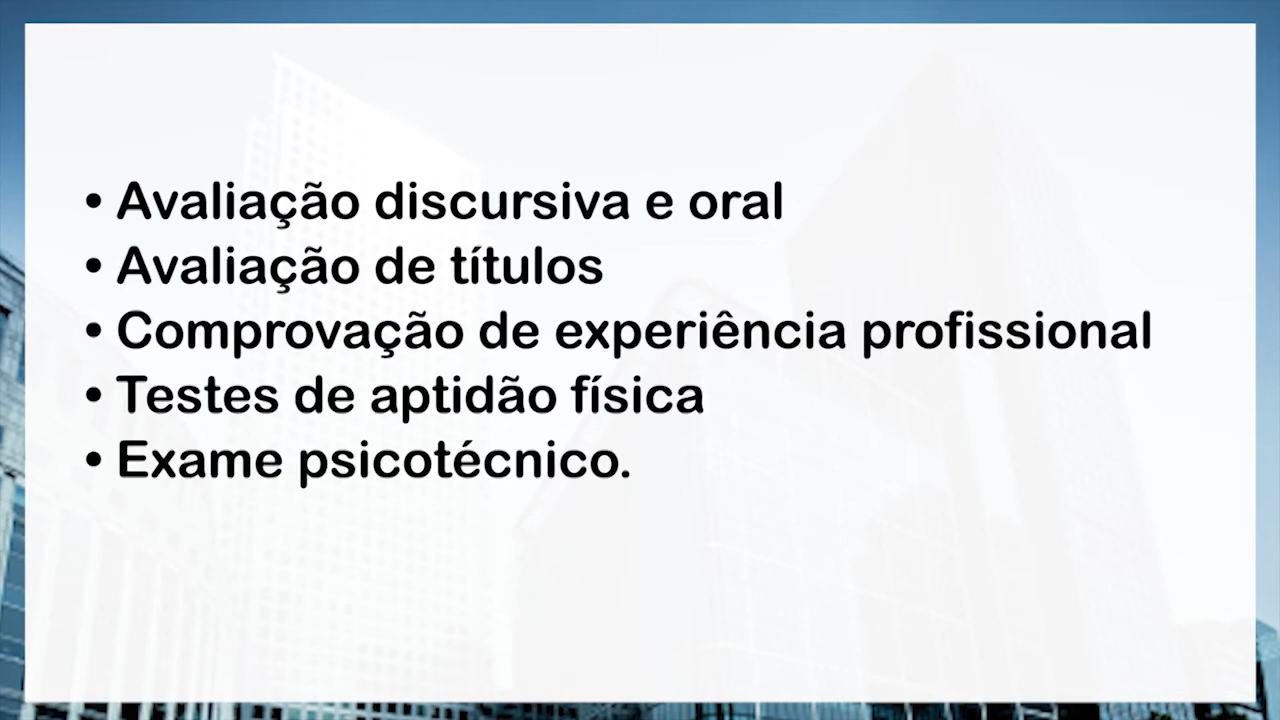 • Avaliação discursiva e oral
• Avaliação de títulos
• Comprovação de experiência profissional
• Testes de aptidão física
• Exame psicotécnico.